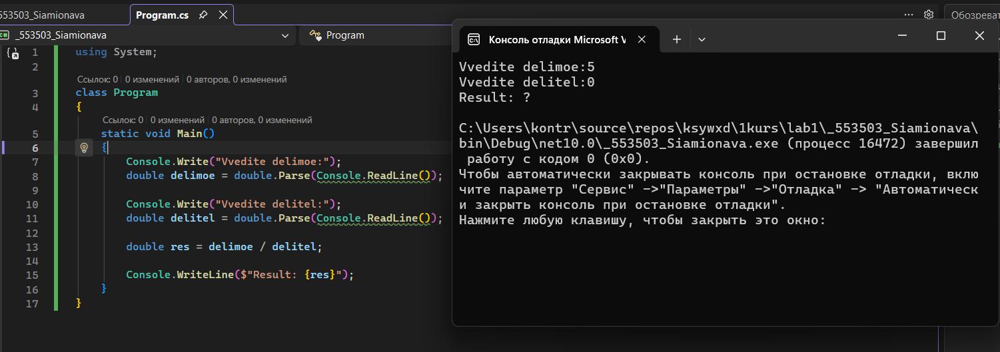 553503_Siamionava
Program.cs
Обозреват
C# _553503_Siamionava
Program
1 using System;
2
Ссылок: 0 | 0 изменений | 0 авторов, 0 изменений
3 class Program
4 {
Ссылок: 0 | 0 изменений | 0 авторов, 0 изменений
5 static void Main()
6 {
7 Console.Write("Vvedite delimoe:");
8 double delimoe = double.Parse(Console.ReadLine());
9
10 Console.Write("Vvedite delitel:");
11 double delitel = double.Parse(Console.ReadLine());
12
13 double res = delimoe / delitel;
14
15 Console.WriteLine($"Result: {res}");
16 }
17 }
Консоль отладки Microsoft V
Vvedite delimoe:5
Vvedite delitel:0
Result: ?
C:\Users\kontr\source\repos\ksywxd\1kurs\lab1\_553503_Siamionava\
bin\Debug\net10.0\_553503_Siamionava.exe (процесс 16472) завершил
работу с кодом 0 (0x0).
Чтобы автоматически закрывать консоль при остановке отладки, вклю
чите параметр "Сервис" ->"Параметры" ->"Отладка" -> "Автоматическ
и закрыть консоль при остановке отладки".
Нажмите любую клавишу, чтобы закрыть это окно: